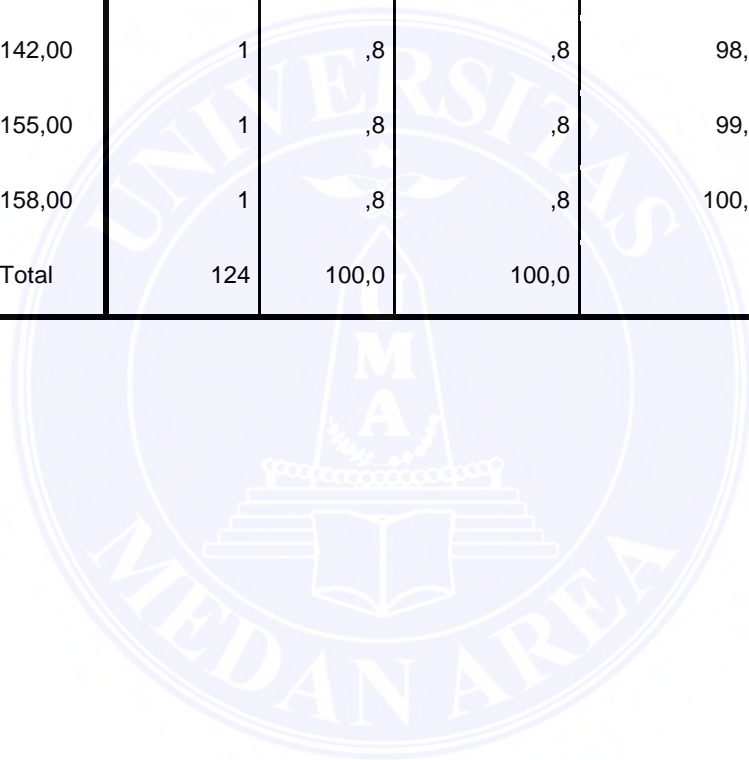 142,00 1 ,8 ,8 98,
155,00 1 ,8 ,8 99,
158,00 1 ,8 ,8 100,
Total 124 100,0 100,0
UNIVERSITAS
U
M
A
MEDAN AREA